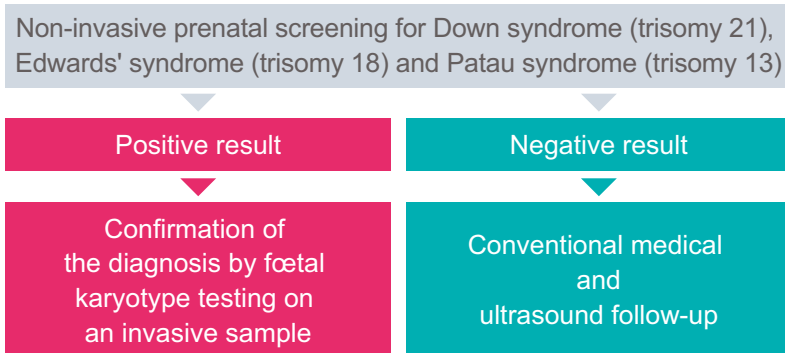 Non-invasive prenatal screening for Down syndrome (trisomy 21),
Edwards' syndrome (trisomy 18) and Patau syndrome (trisomy 13)
Positive result
Negative result
Confirmation of
the diagnosis by fœtal
karyotype testing on
an invasive sample
Conventional medical
and
ultrasound follow-up